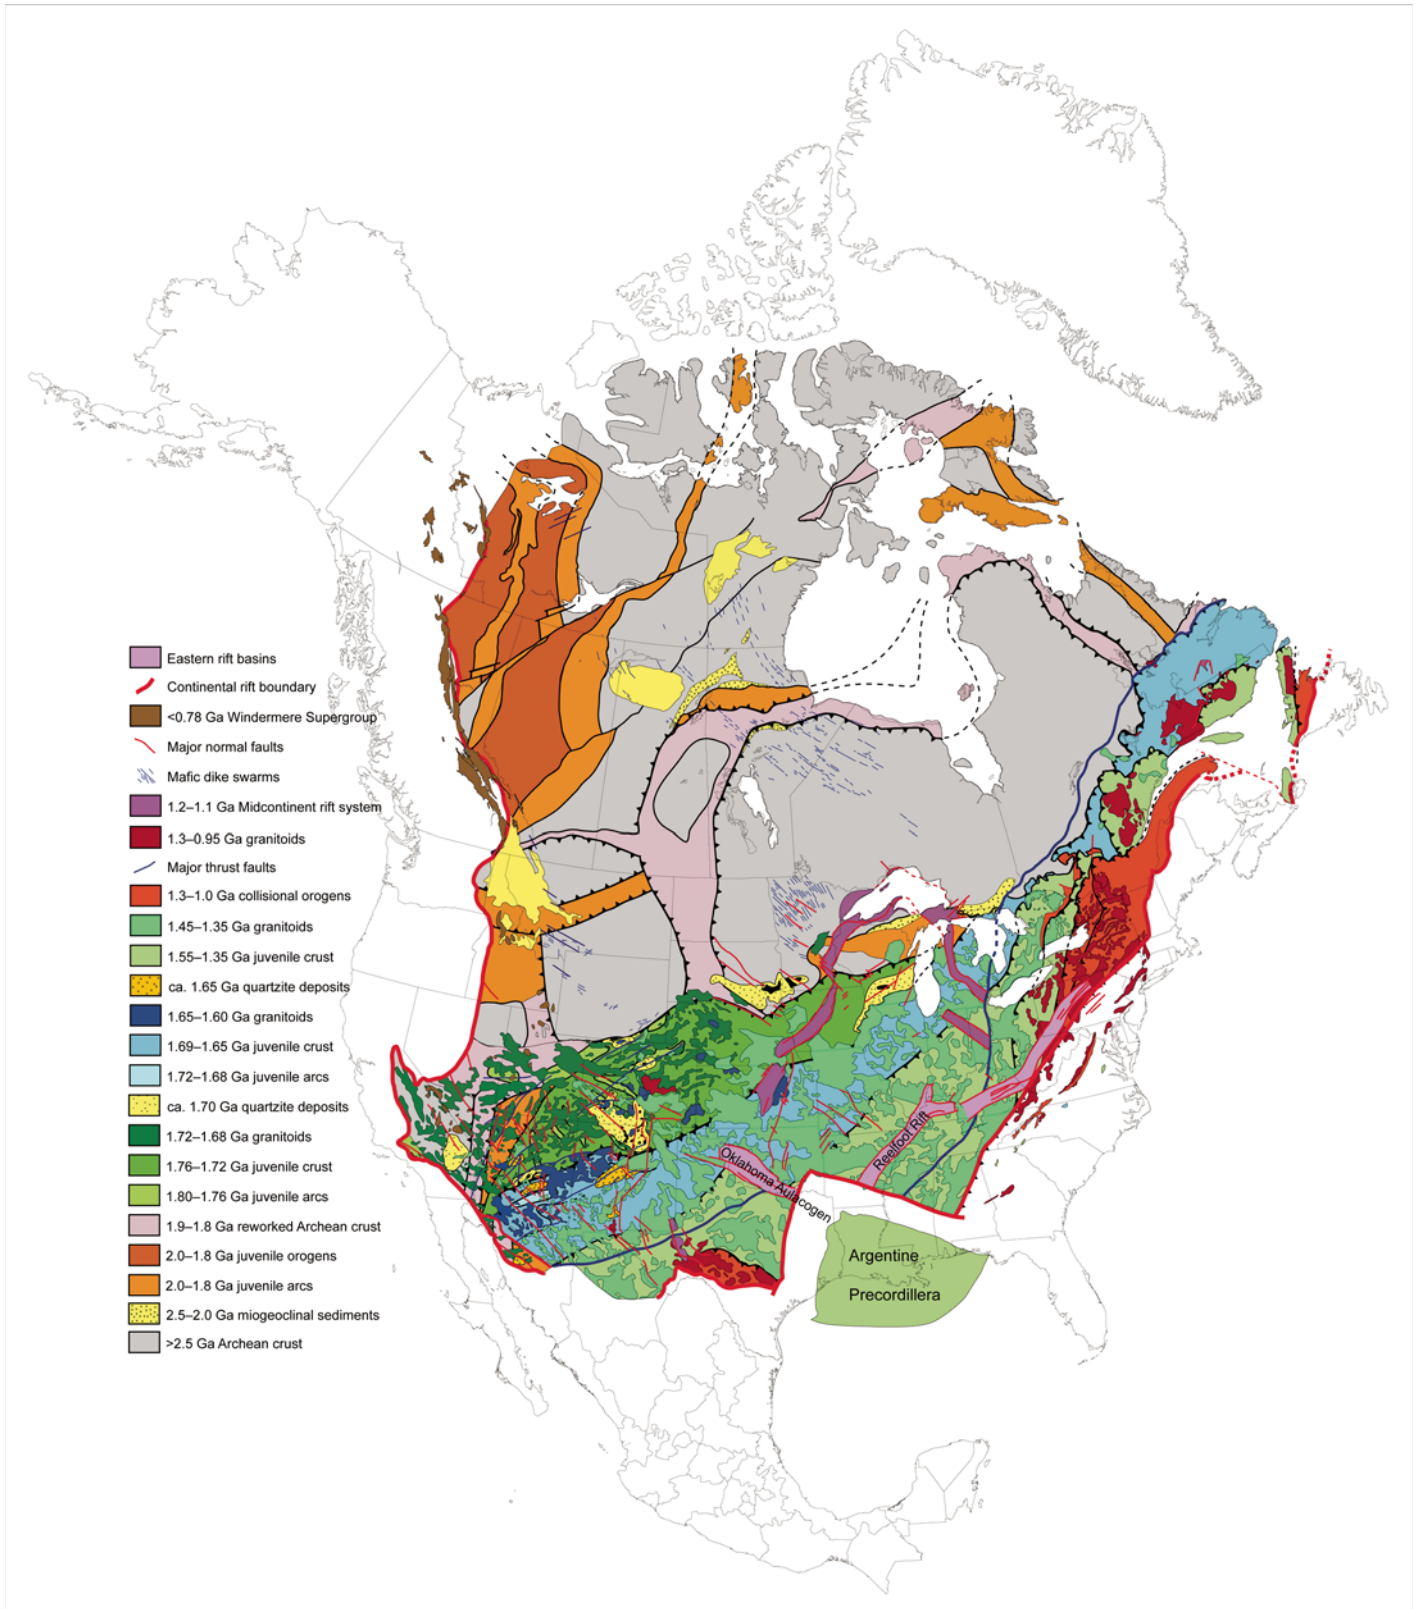 Eastern rift basins
Continental rift boundary
<0.78 Ga Windermere Supergroup
Major normal faults
Mafic dike swarms
1.2–1.1 Ga Midcontinent rift system
1.3–0.95 Ga granitoids
Major thrust faults
1.3–1.0 Ga collisional orogens
1.45–1.35 Ga granitoids
1.55–1.35 Ga juvenile crust
ca. 1.65 Ga quartzite deposits
1.65–1.60 Ga granitoids
1.69–1.65 Ga juvenile crust
1.72–1.68 Ga juvenile arcs
ca. 1.70 Ga quartzite deposits
1.72–1.68 Ga granitoids
1.76–1.72 Ga juvenile crust
1.80–1.76 Ga juvenile arcs
1.9–1.8 Ga reworked Archean crust
2.0–1.8 Ga juvenile orogens
2.0–1.8 Ga juvenile arcs
2.5–2.0 Ga miogeoclinal sediments
>2.5 Ga Archean crust
Oklahoma Aulacogen
Reelfool Rift
Argentine
Precordillera